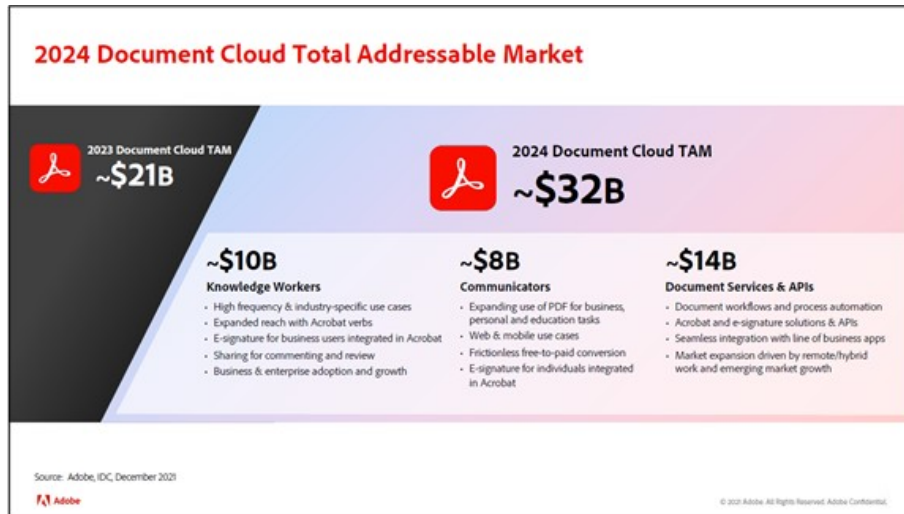 2024 Document Cloud Total Addressable Market
2023 Document Cloud TAM
~$21B
2024 Document Cloud TAM
~$32B
~$10B
Knowledge Workers
• High frequency & industry-specific use cases
• Expanded reach with Acrobat verbs
• E-signature for business users integrated in Acrobat
• Sharing for commenting and review
• Business & enterprise adoption and growth
~$8B
Communicators
• Expanding use of PDF for business,
personal and education tasks
• Web & mobile use cases
• Frictionless free-to-paid conversion
• E-signature for individuals integrated
in Acrobat
~$14B
Document Services & APIs
• Document workflows and process automation
• Acrobat and e-signature solutions & APIs
• Seamless integration with line of business apps
• Market expansion driven by remote/hybrid
work and emerging market growth
Source: Adobe, IDC, December 2021
Adobe
© 2021 Adobe. All Rights Reserved. Adobe Confidential.